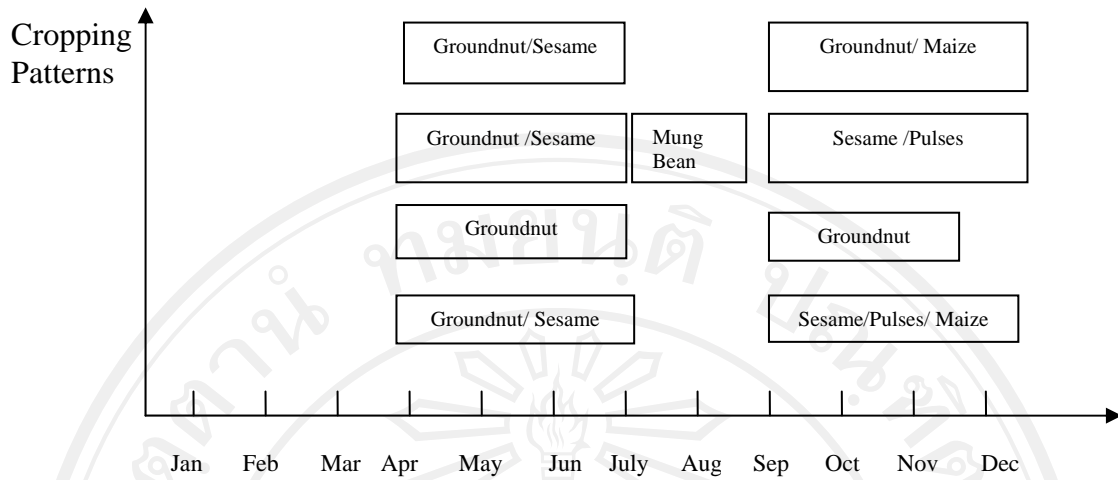 Cropping
Patterns
Groundnut/Sesame
Groundnut/ Maize
Groundnut /Sesame
Mung
Bean
Sesame /Pulses
Groundnut
Groundnut
Groundnut/ Sesame
Sesame/Pulses/ Maize
Jan Feb Mar Apr May Jun July Aug Sep Oct Nov Dec